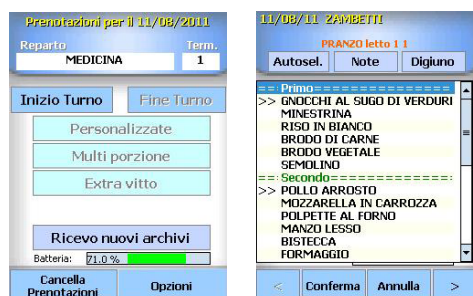 Prenotazioni per il 11/08/2011
Reparto Term.
MEDICINA 1
Inizio Turno Fine Turno
Personalizzate
Multi porzione
Extra vitto
Ricevo nuovi archivi
Batteria: 71.0 %
Cancella Prenotazioni Opzioni
11/08/11 ZAMBETTI
PRANZO letto 1 1
Autosel. Note Digiuno
== Primo==============
>> GNOCCHI AL SUGO DI VERDURI
MINESTRINA
RISO IN BIANCO
BRODO DI CARNE
BRODO VEGETALE
SEMOLINO
== Secondo==============
>> POLLO ARROSTO
MOZZARELLA IN CARROZZA
POLPETTE AL FORNO
MANZO LESSO
BISTECCA
FORMAGGIO
< Conferma Annulla >